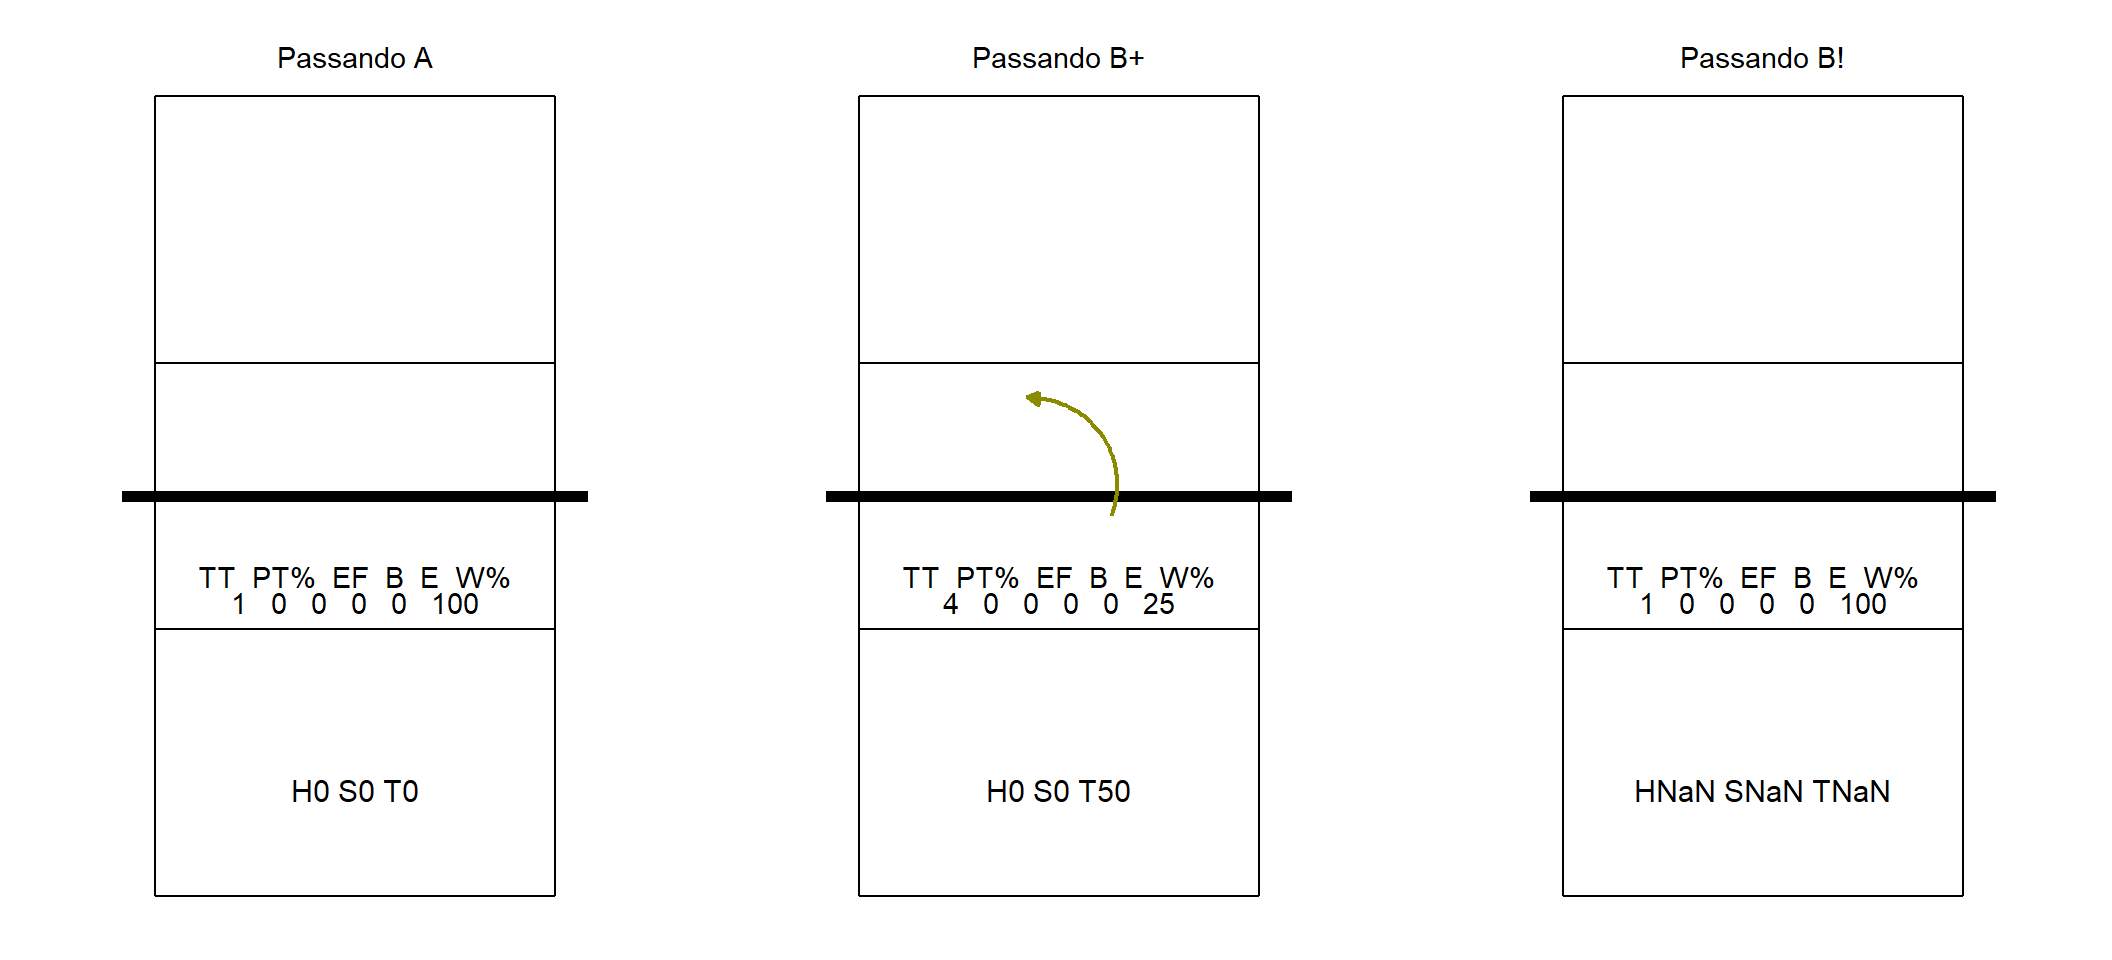 Passando A
TT PT% EF B E W%
1 0 0 0 0 100
H0 S0 T0
Passando B+
TT PT% EF B E W%
4 0 0 0 0 25
H0 S0 T50
Passando B!
TT PT% EF B E W%
1 0 0 0 0 100
HNaN SNaN TNaN